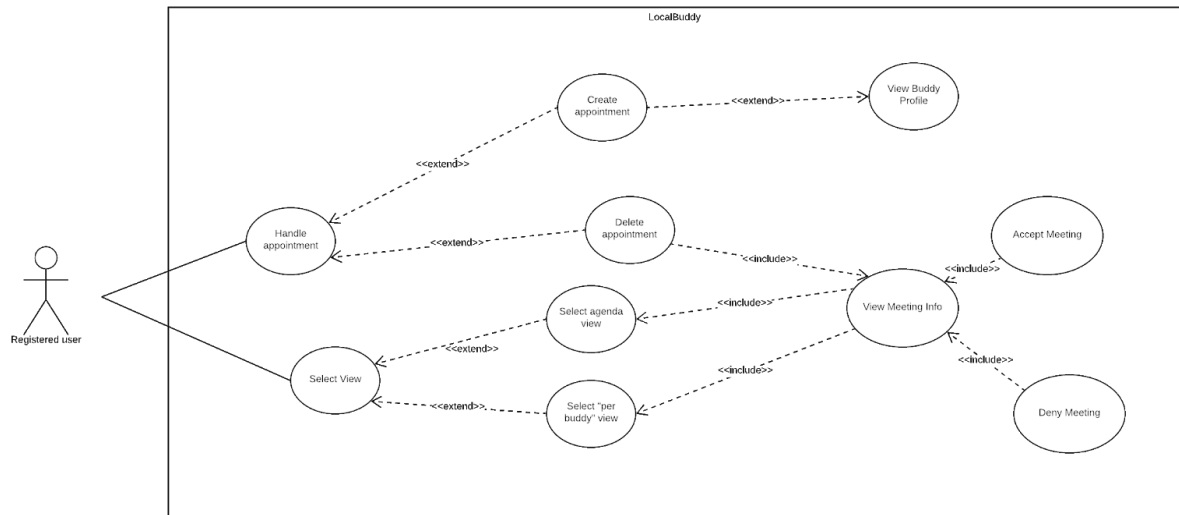 LocalBuddy
Create
appointment
<<extend>>
View Buddy
Profile
<<extend>>
Handle
appointment
<<extend>>
Delete
appointment
Accept Meeting
<<include>>
<<include>>
Registered user
Select agenda
view
<<include>>
View Meeting Info
<<extend>>
Select View
<<include>>
<<include>>
<<extend>>
Select "per
buddy" view
Deny Meeting